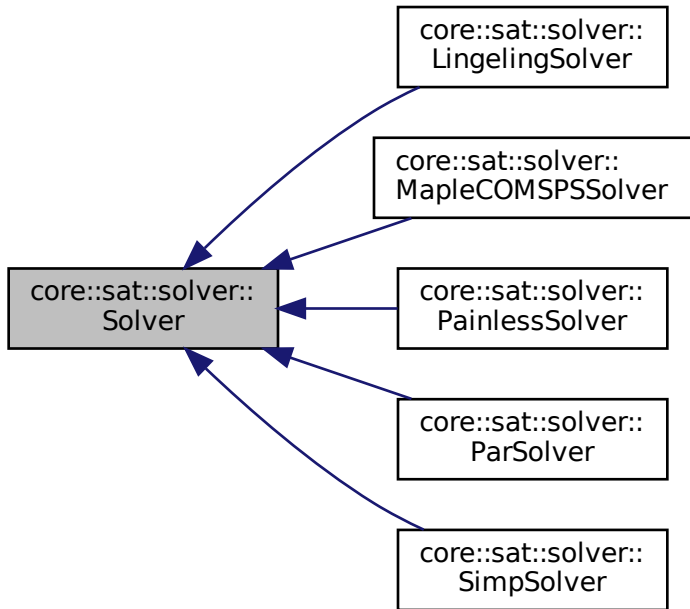 core::sat::solver::
LingelingSolver
core::sat::solver::
MapleCOMSPSSolver
core::sat::solver::
Solver
core::sat::solver::
PainlessSolver
core::sat::solver::
ParSolver
core::sat::solver::
SimpSolver